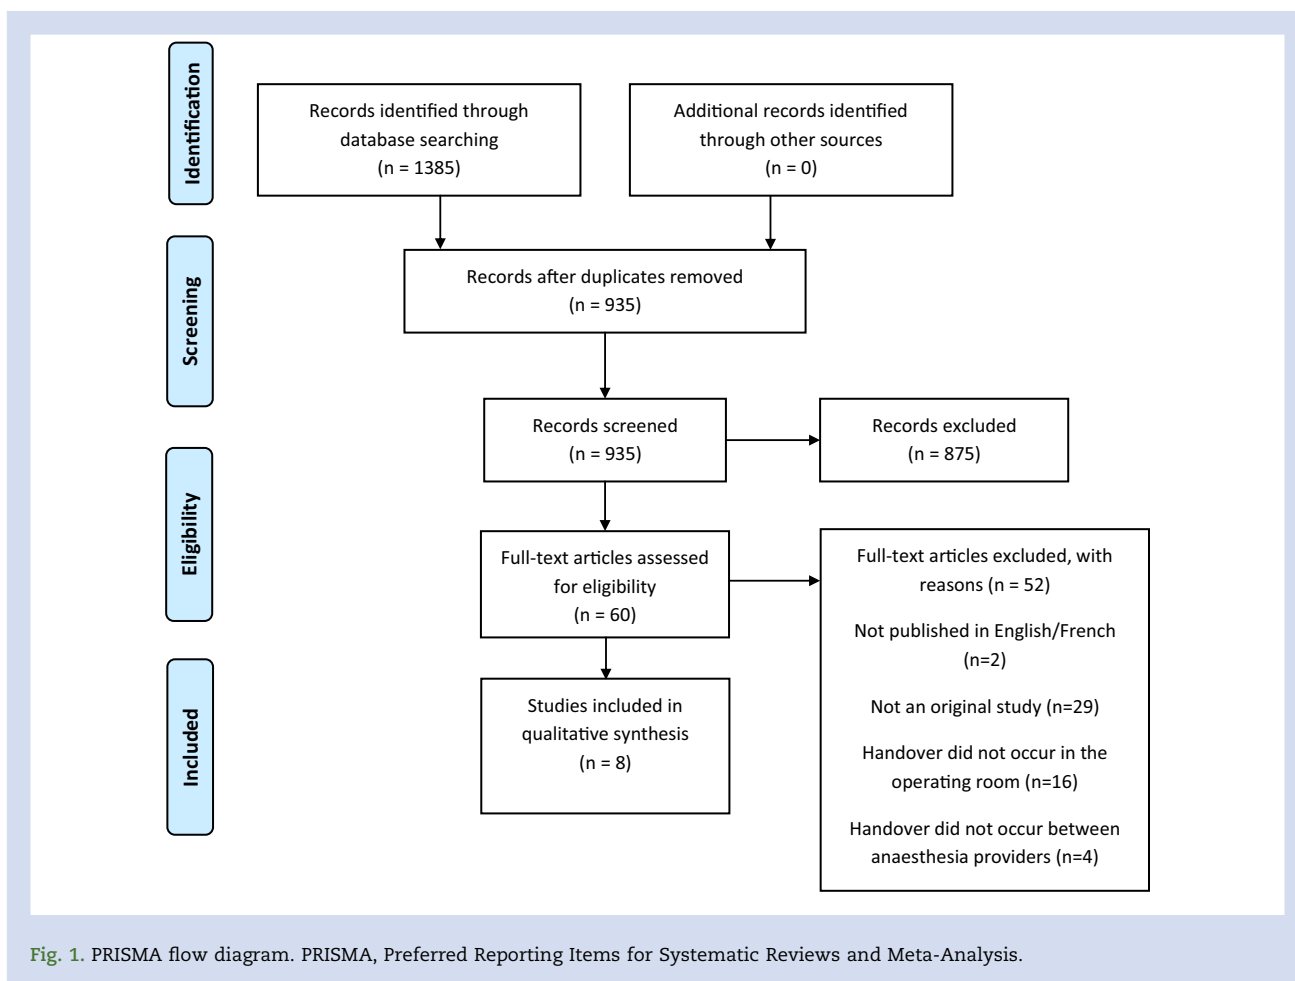 Identification
Records identified through
database searching
(n = 1385)
Additional records identified
through other sources
(n = 0)
Screening
Records after duplicates removed
(n = 935)
Records screened
(n = 935)
Records excluded
(n = 875)
Eligibility
Full-text articles assessed
for eligibility
(n = 60)
Full-text articles excluded, with
reasons (n = 52)
Not published in English/French
(n=2)
Not an original study (n=29)
Handover did not occur in the
operating room (n=16)
Handover did not occur between
anaesthesia providers (n=4)
Included
Studies included in
qualitative synthesis
(n = 8)
Fig. 1. PRISMA flow diagram. PRISMA, Preferred Reporting Items for Systematic Reviews and Meta-Analysis.